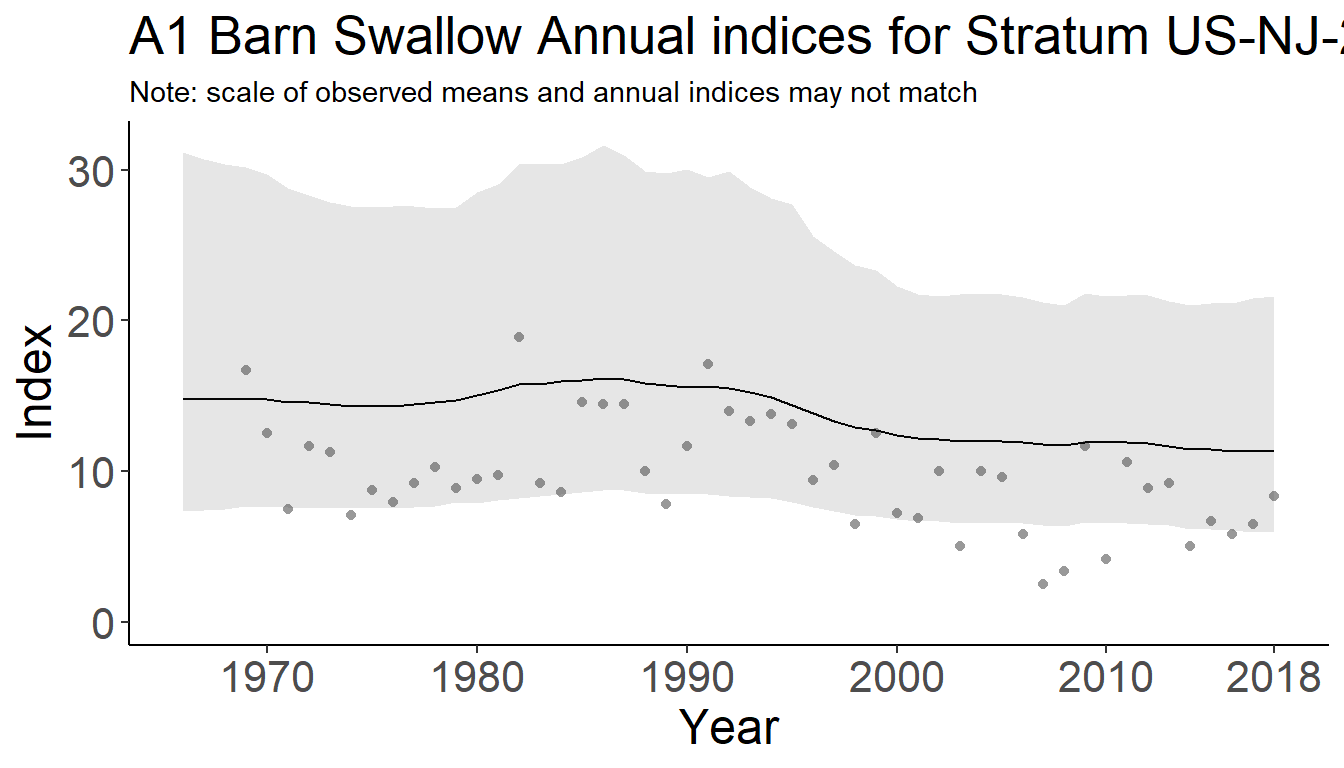 A1 Barn Swallow Annual indices for Stratum US-NJ-
Note: scale of observed means and annual indices may not match
30
20
10
0
Index
1970 1980 1990 2000 2010 2018
Year